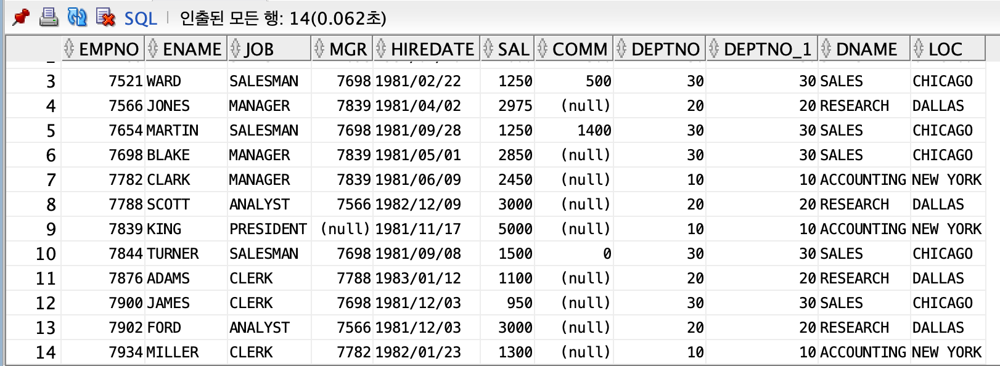 SQL 인출된 모든 행: 14(0.062초)
EMPNO ENAME JOB MGR HIREDATE SAL COMM DEPTNO DEPTNO_1 DNAME LOC
3 7521 WARD SALESMAN 7698 1981/02/22 1250 500 30 30 SALES CHICAGO
4 7566 JONES MANAGER 7839 1981/04/02 2975 (null) 20 20 RESEARCH DALLAS
5 7654 MARTIN SALESMAN 7698 1981/09/28 1250 1400 30 30 SALES CHICAGO
6 7698 BLAKE MANAGER 7839 1981/05/01 2850 (null) 30 30 SALES CHICAGO
7 7782 CLARK MANAGER 7839 1981/06/09 2450 (null) 10 10 ACCOUNTING NEW YORK
8 7788 SCOTT ANALYST 7566 1982/12/09 3000 (null) 20 20 RESEARCH DALLAS
9 7839 KING PRESIDENT (null) 1981/11/17 5000 (null) 10 10 ACCOUNTING NEW YORK
10 7844 TURNER SALESMAN 7698 1981/09/08 1500 0 30 30 SALES CHICAGO
11 7876 ADAMS CLERK 7788 1983/01/12 1100 (null) 20 20 RESEARCH DALLAS
12 7900 JAMES CLERK 7698 1981/12/03 950 (null) 30 30 SALES CHICAGO
13 7902 FORD ANALYST 7566 1981/12/03 3000 (null) 20 20 RESEARCH DALLAS
14 7934 MILLER CLERK 7782 1982/01/23 1300 (null) 10 10 ACCOUNTING NEW YORK